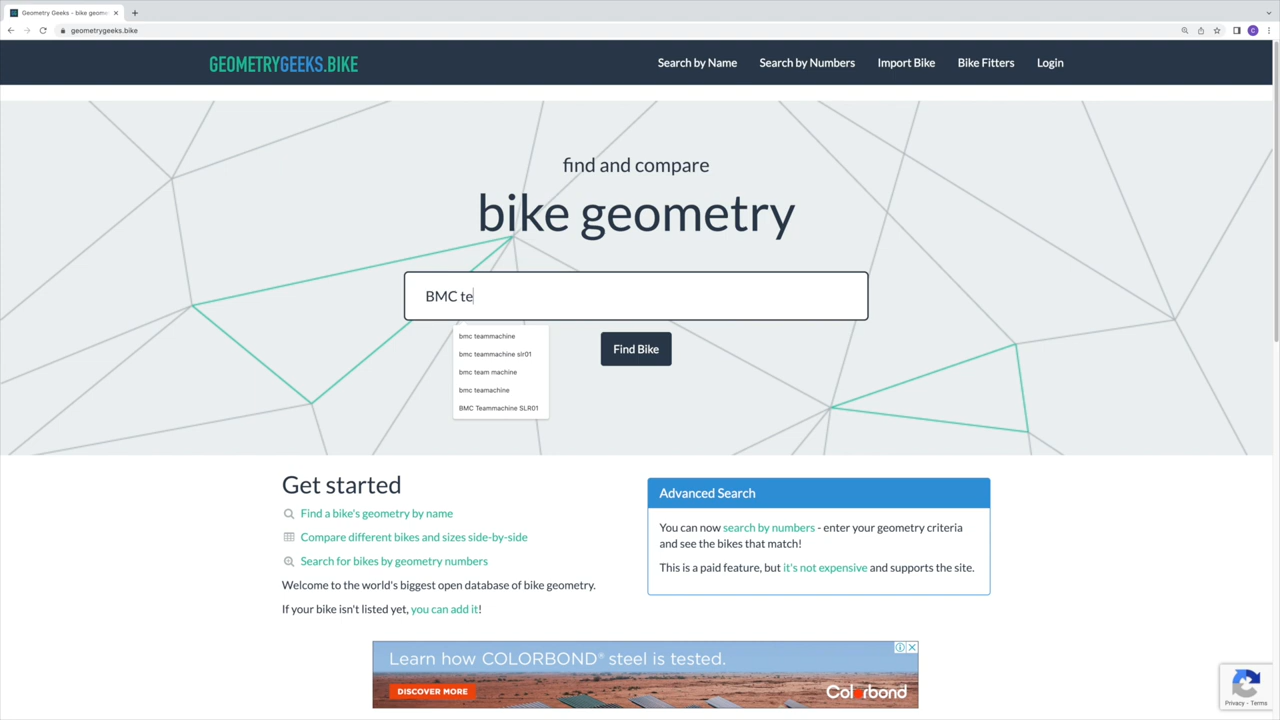 Geometry Geeks - bike geome
geometrygeeks.bike
C
GEOMETRYGEEKS.BIKE
Search by Name
Search by Numbers
Import Bike
Bike Fitters
Login
find and compare
bike geometry
BMC te
bmc teammachine
bmc teammachine slr01
bmc team machine
bmc teamachine
BMC Teammachine SLR01
Find Bike
Get started
Find a bike's geometry by name
Compare different bikes and sizes side-by-side
Search for bikes by geometry numbers
Welcome to the world's biggest open database of bike geometry.
If your bike isn't listed yet, you can add it!
Advanced Search
You can now search by numbers - enter your geometry criteria
and see the bikes that match!
This is a paid feature, but it's not expensive and supports the site.
Learn how COLORBOND® steel is tested.
DISCOVER MORE
Colorbond
Privacy - Terms